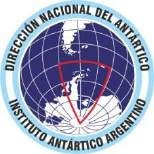 DIRECCIÓN NACIONAL DEL ANTÁRTICO
INSTITUTO ANTÁRTICO ARGENTINO